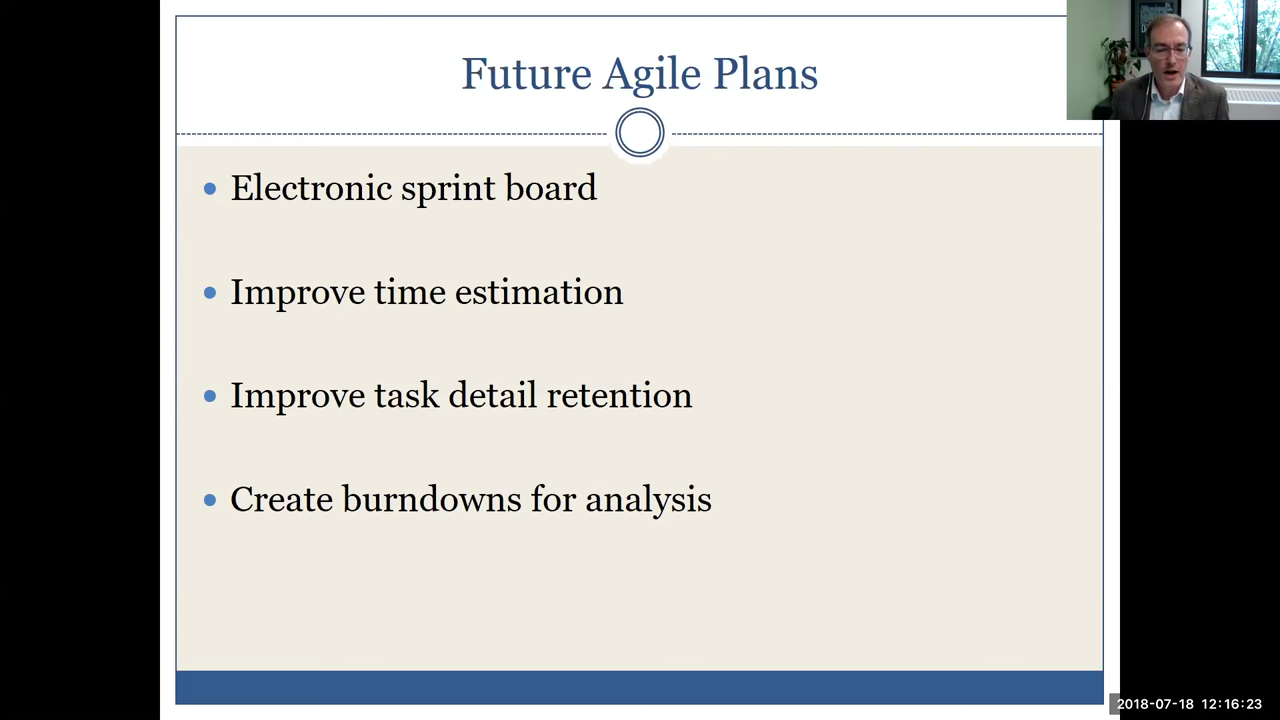 Future Agile Plans
Electronic sprint board
Improve time estimation
Improve task detail retention
Create burndowns for analysis
2018-07-18 12:16:23